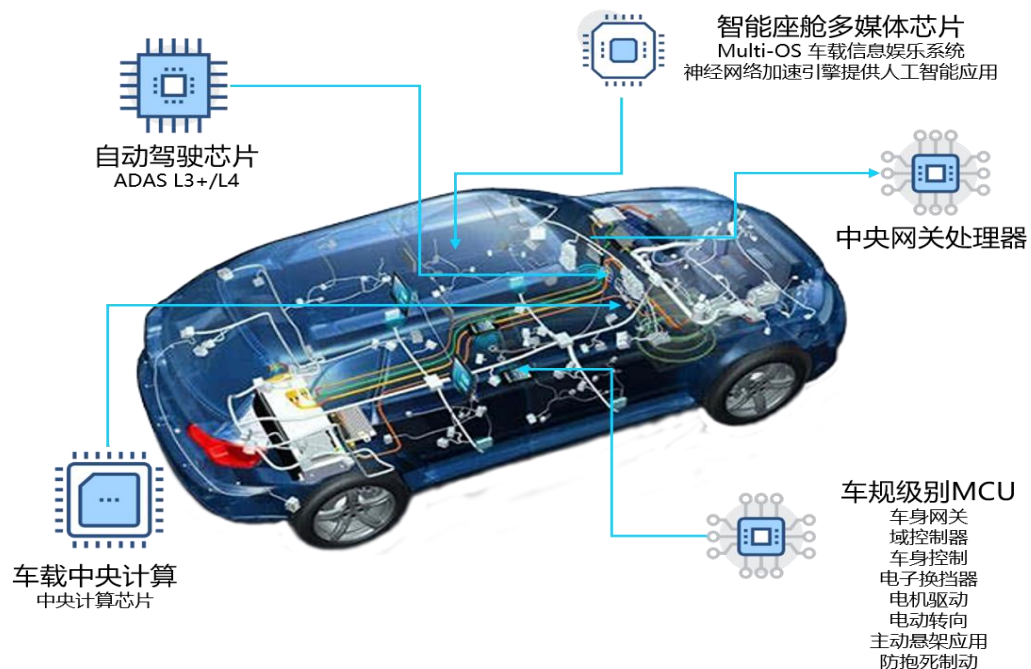 智能座舱多媒体芯片
Multi-OS 车载信息娱乐系统
神经网络加速引擎提供人工智能应用
自动驾驶芯片
ADAS L3+/L4
中央网关处理器
车载中央计算
中央计算芯片
车规级别MCU
车身网关
域控制器
车身控制
电子换挡器
电机驱动
电动转向
主动悬架应用
防抱死制动